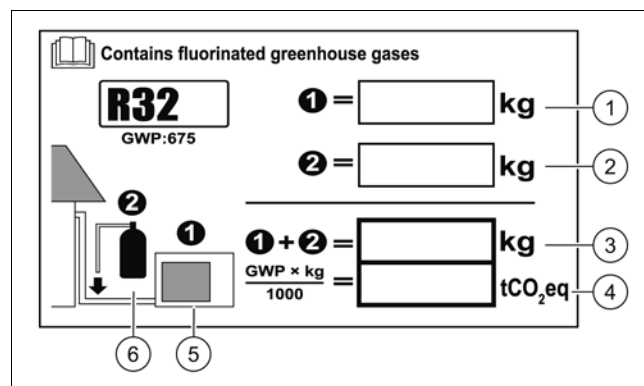 Contains fluorinated greenhouse gases
R32
GWP:675
❶= kg ①
❷= kg ②
❷
❶
❶+❷= kg ③
GWP × kg
1000
= tCO₂eq ④
⑥ ⑤